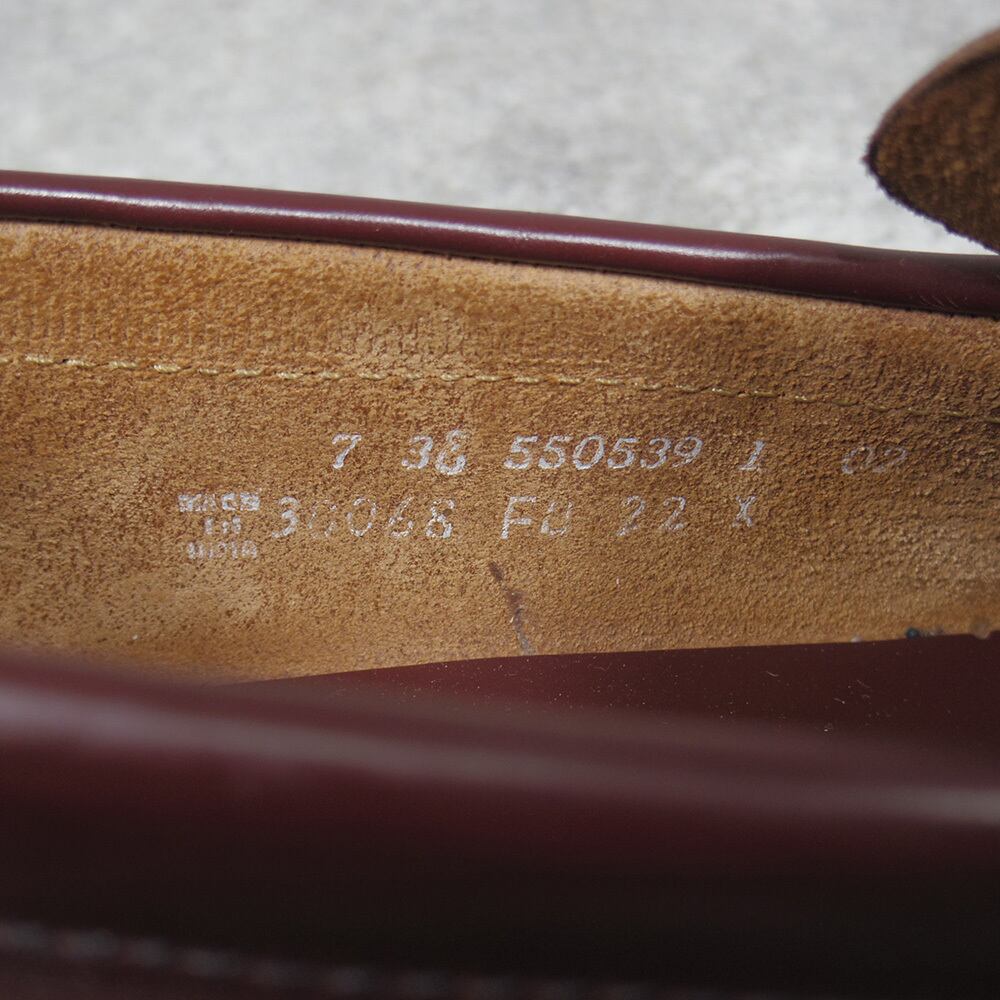 7 38 550539 1 02
MADE
IN
INDIA
30068 FU 22 X